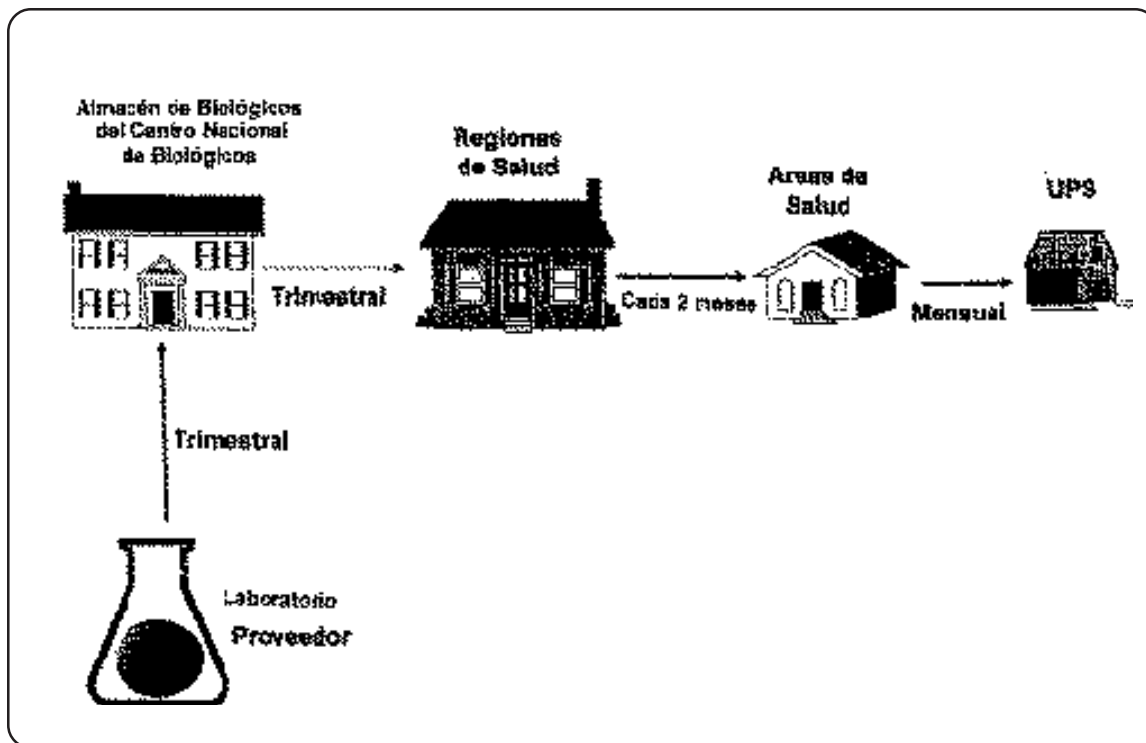 Almacén de Biológicos
del Centro Nacional
de Biológicos
Regiones
de Salud
Areas de
Salud
UPS
Trimestral
Cada 2 meses
Mensual
Trimestral
Laboratorio
Proveedor